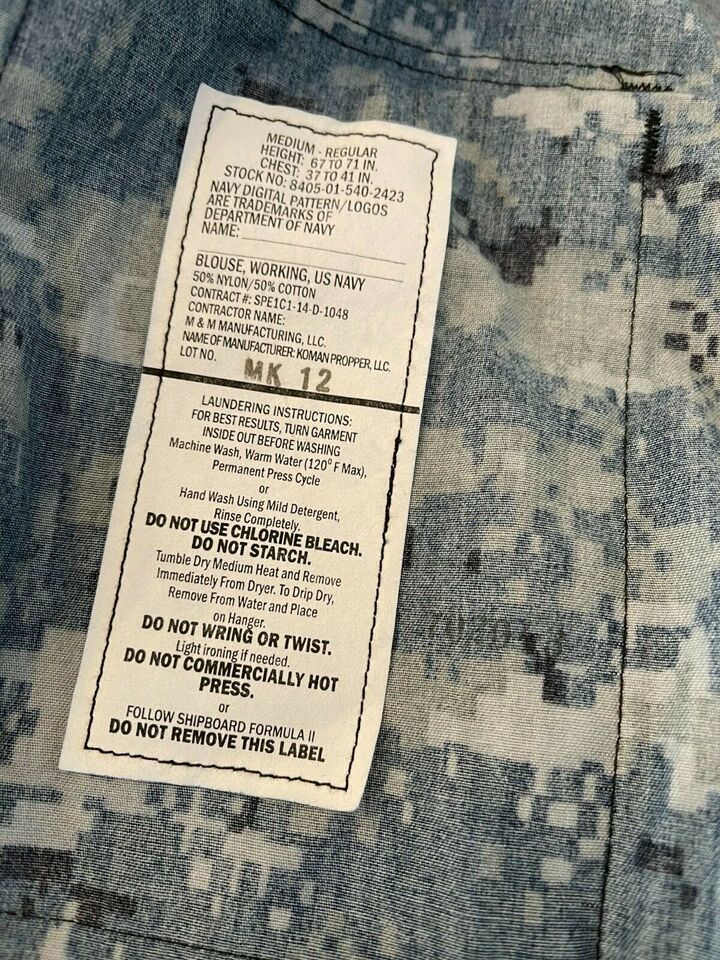 MEDIUM - REGULAR
HEIGHT: 67 TO 71 IN.
CHEST: 37 TO 41 IN.
STOCK NO: 8405-01-540-2423
NAVY DIGITAL PATTERN/LOGOS
ARE TRADEMARKS OF
DEPARTMENT OF NAVY
NAME:
BLOUSE, WORKING, US NAVY
50% NYLON/50% COTTON
CONTRACT #: SPE1C1-14-D-1048
CONTRACTOR NAME:
M & M MANUFACTURING, LLC.
NAME OF MANUFACTURER: KOMAN PROPPER, LLC.
LOT NO. MK 12
LAUNDERING INSTRUCTIONS:
FOR BEST RESULTS, TURN GARMENT
INSIDE OUT BEFORE WASHING
Machine Wash, Warm Water (120° F Max),
Permanent Press Cycle
or
Hand Wash Using Mild Detergent,
Rinse Completely.
DO NOT USE CHLORINE BLEACH.
DO NOT STARCH.
Tumble Dry Medium Heat and Remove
Immediately From Dryer. To Drip Dry,
Remove From Water and Place
on Hanger.
DO NOT WRING OR TWIST.
Light ironing if needed.
DO NOT COMMERCIALLY HOT
PRESS.
or
FOLLOW SHIPBOARD FORMULA II
DO NOT REMOVE THIS LABEL